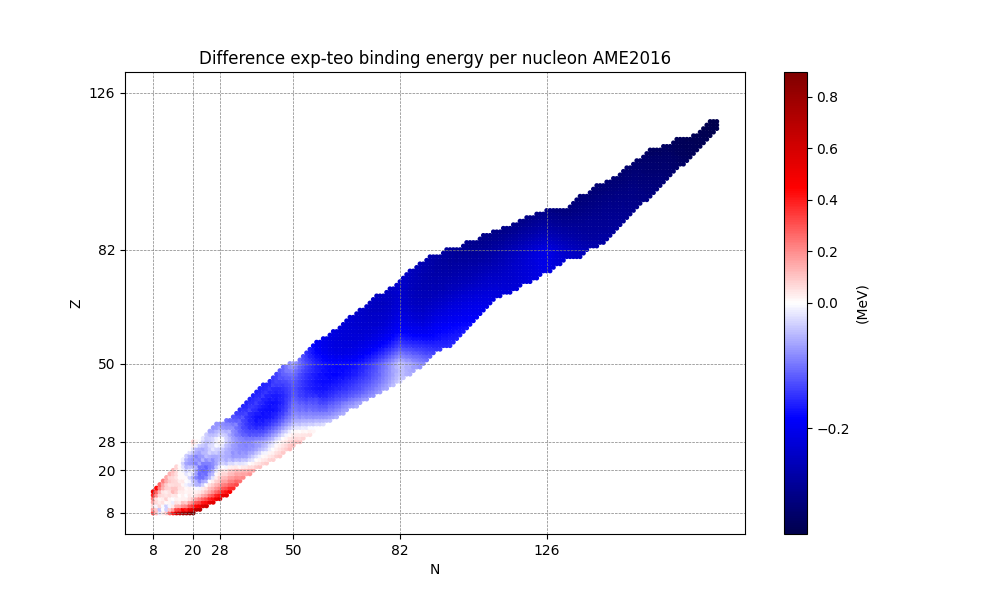 Difference exp-teo binding energy per nucleon AME2016
126
82
50
28
20
8
Z
8 20 28 50 82 126
N
0.8
0.6
0.4
0.2
0.0
−0.2
(MeV)